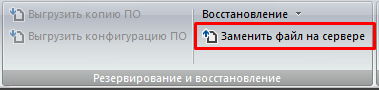 Выгрузить копию ПО
Выгрузить конфигурацию ПО
Восстановление
Заменить файл на сервере
Резервирование и восстановление